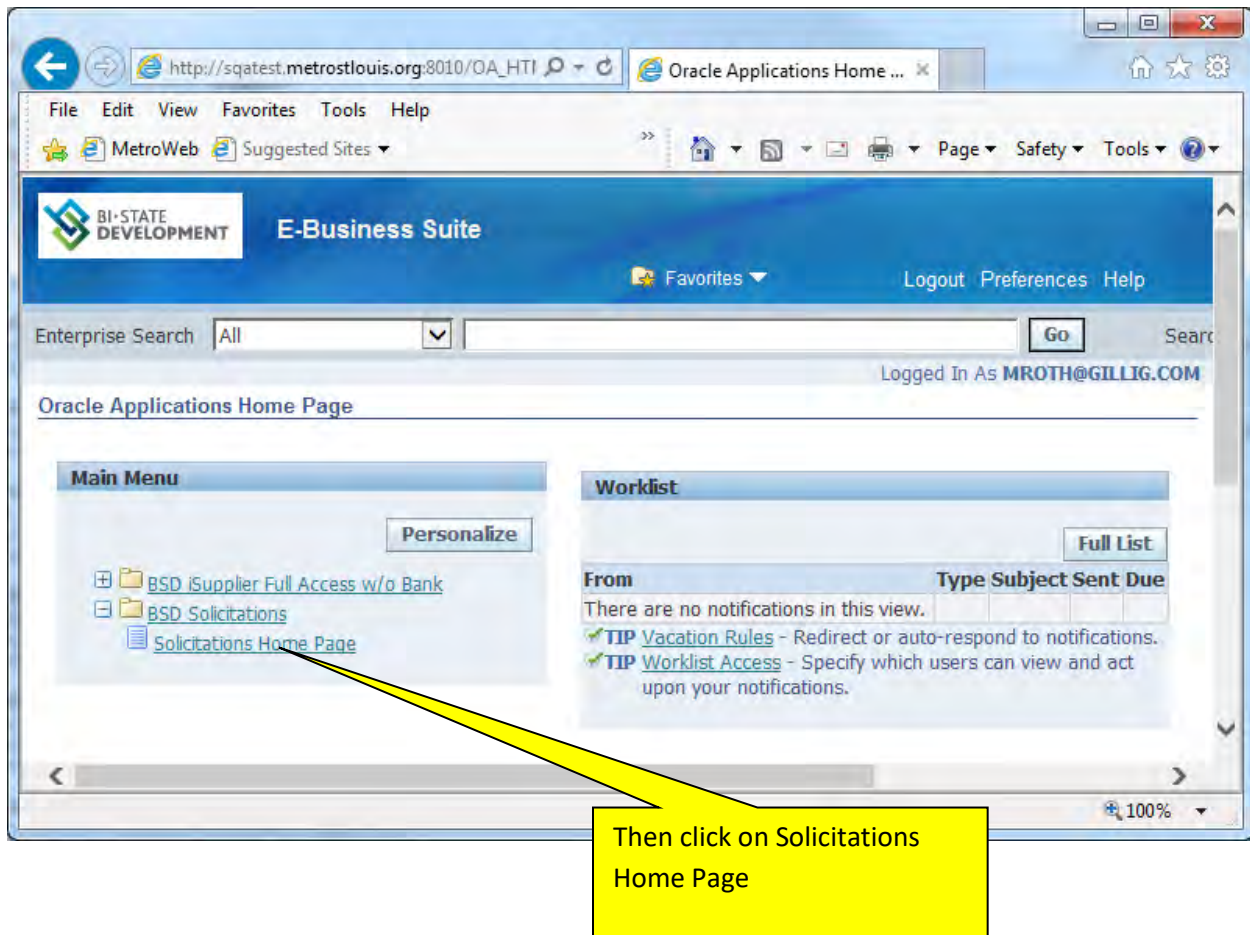 http://sqatest.metrostlouis.org:8010/OA_HTI
Oracle Applications Home ...
File Edit View Favorites Tools Help
MetroWeb Suggested Sites
Page Safety Tools
BI-STATE
DEVELOPMENT
E-Business Suite
Favorites
Logout Preferences Help
Enterprise Search All Go Searc
Logged In As MROTH@GILLIG.COM
Oracle Applications Home Page
Main Menu
Personalize
BSD iSupplier Full Access w/o Bank
BSD Solicitations
Solicitations Home Page
Worklist
Full List
From Type Subject Sent Due
There are no notifications in this view.
TIP Vacation Rules - Redirect or auto-respond to notifications.
TIP Worklist Access - Specify which users can view and act
upon your notifications.
100%
Then click on Solicitations
Home Page